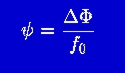 ψ = ΔΦ / f₀